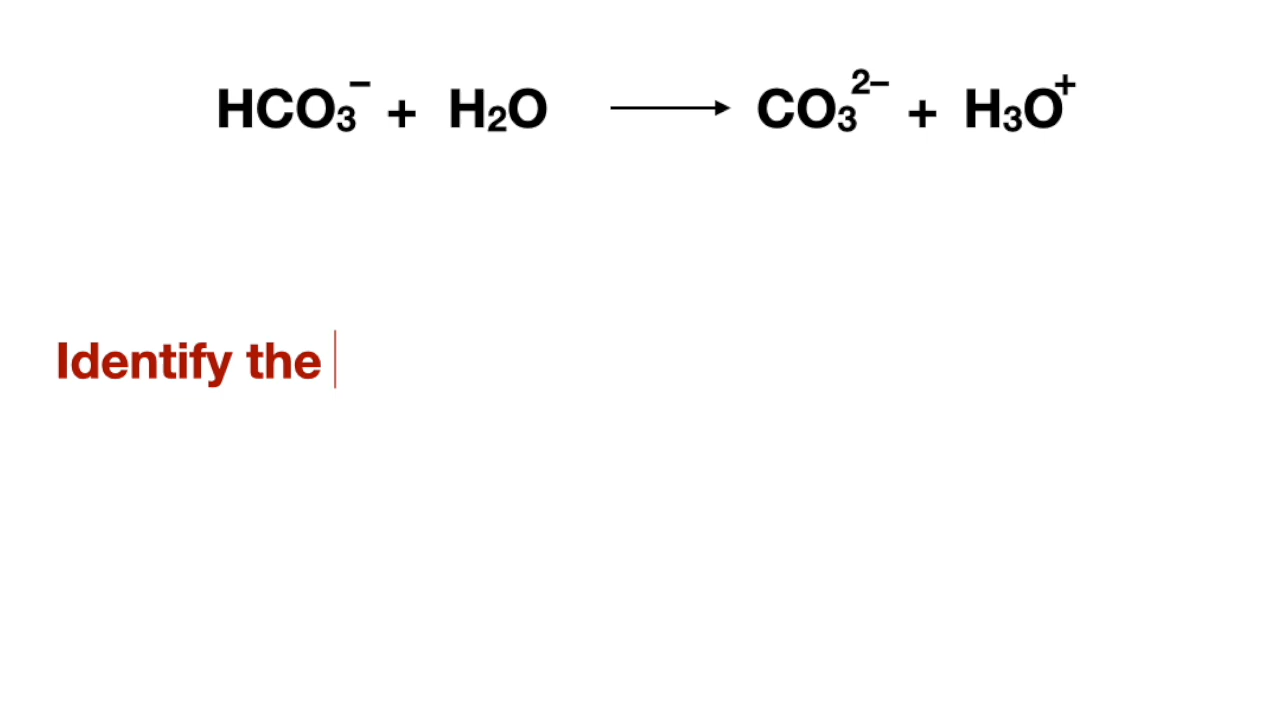 HCO₃⁻ + H₂O ⟶ CO₃²⁻ + H₃O⁺
Identify the